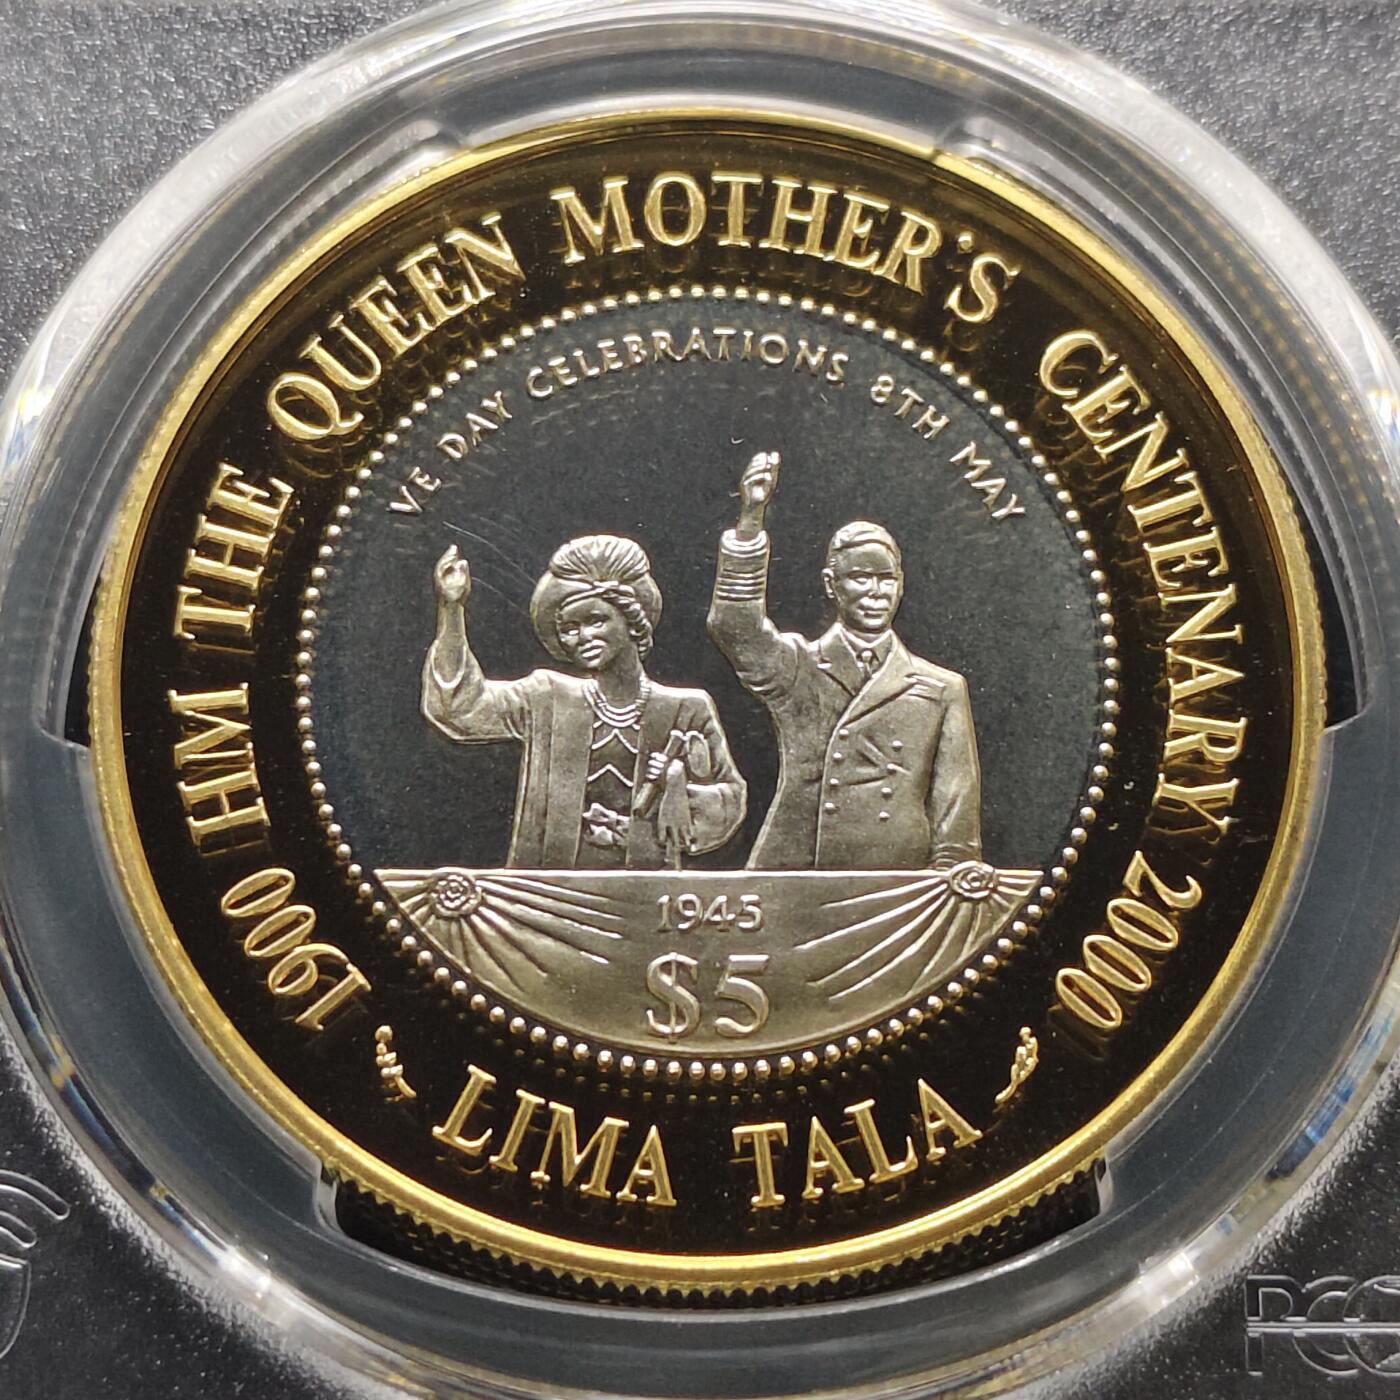 1900 HM THE QUEEN MOTHER'S CENTENARY 2000
VE DAY CELEBRATIONS 8TH MAY
1945
$5
LIMA TALA